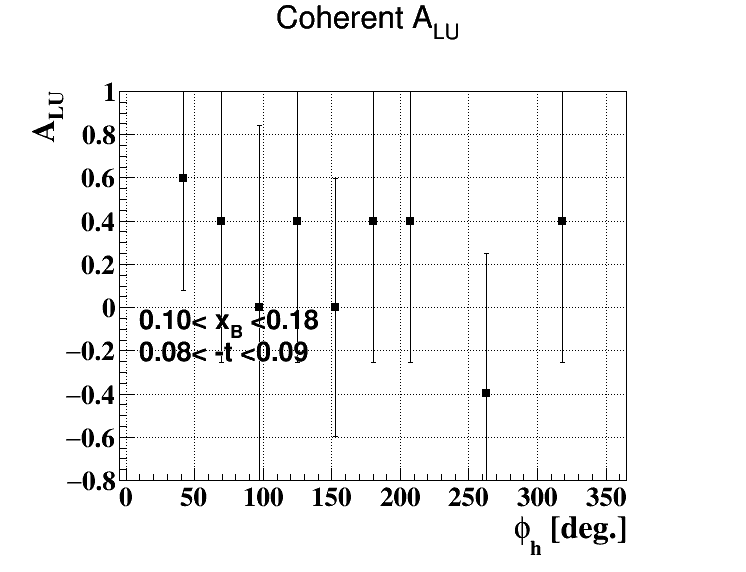 Coherent A_LU
A_LU
1
0.8
0.6
0.4
0.2
0
−0.2
−0.4
−0.6
−0.8
0.10< x_B <0.18
0.08< -t <0.09
0 50 100 150 200 250 300 350
ϕ_h [deg.]